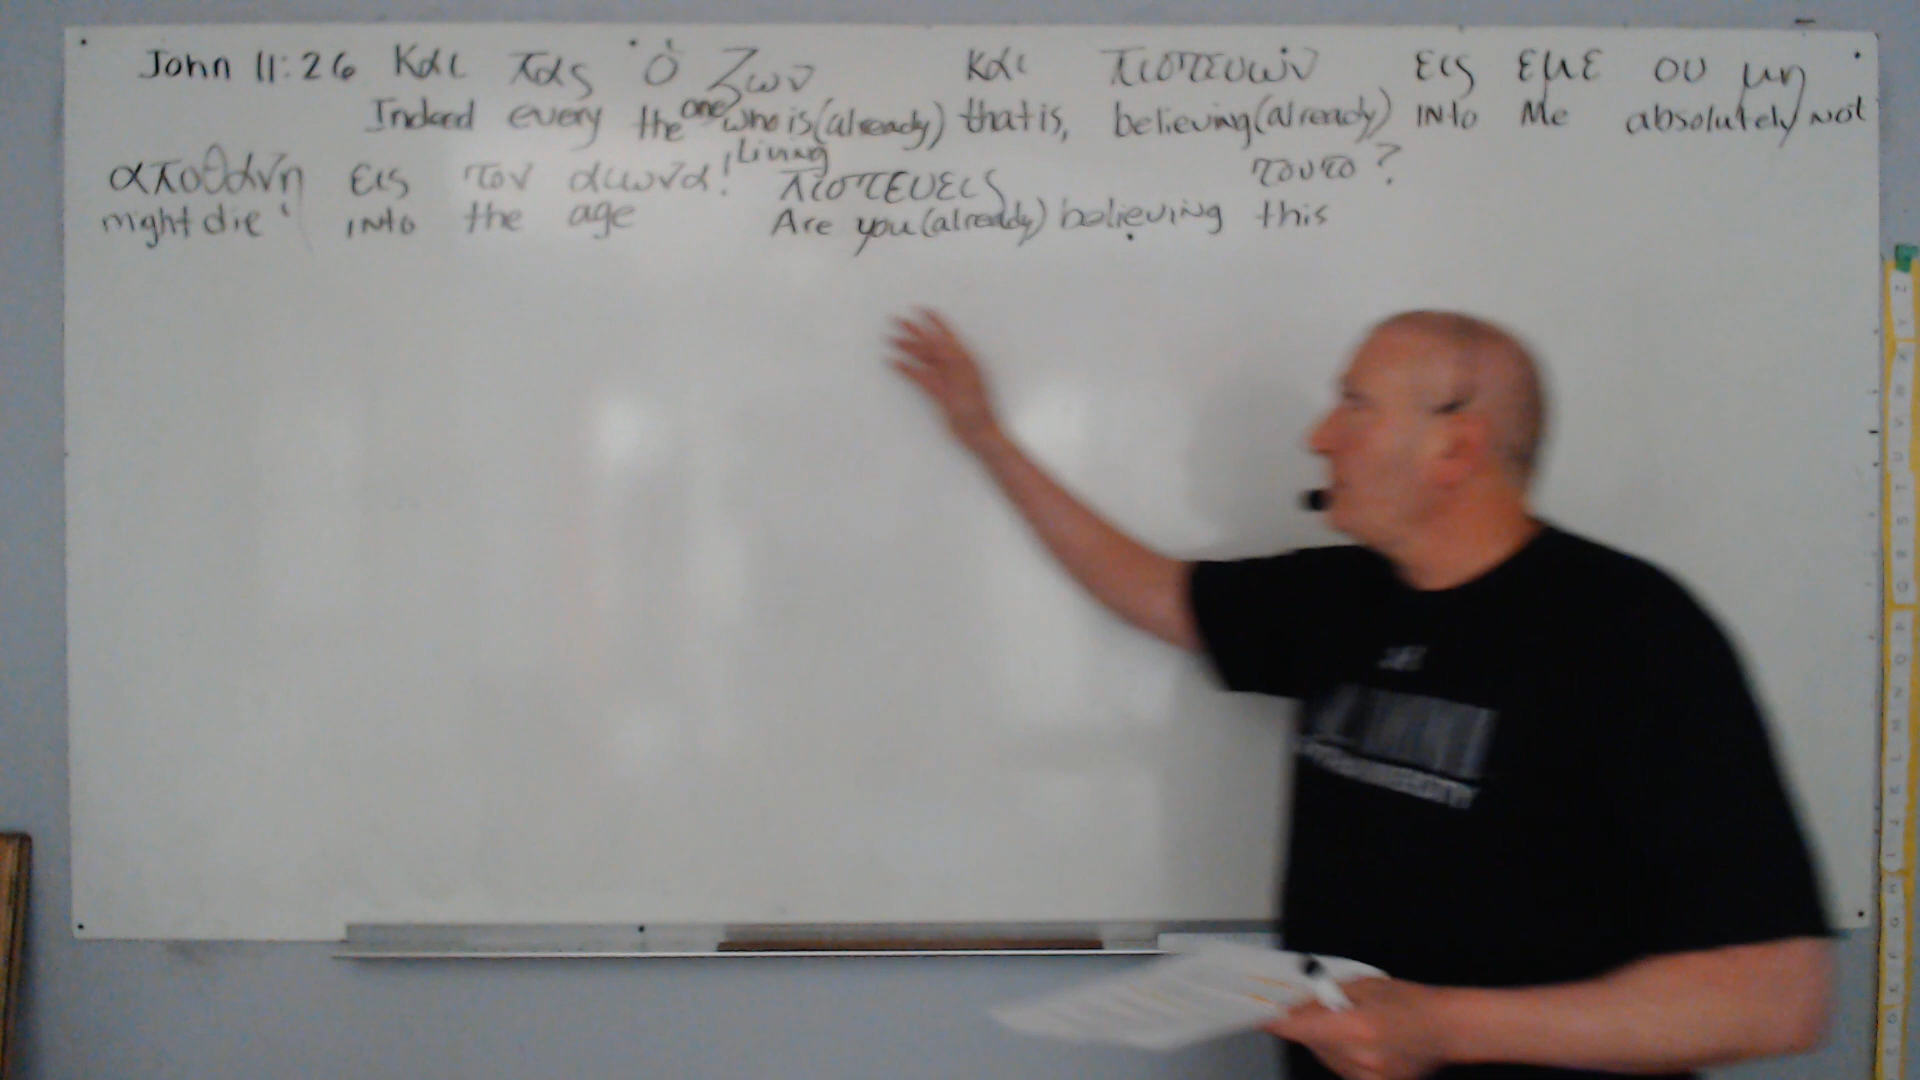 John 11:26 Και πας ὁ Ζων και πιστευων εις εμε ου μη
Indeed every the one who is (already) that is, believing (already) into Me absolutely not
Living
αποθανη εις τον αιωνα! πιστευεις τουτο?
might die into the age Are you (already) believing this